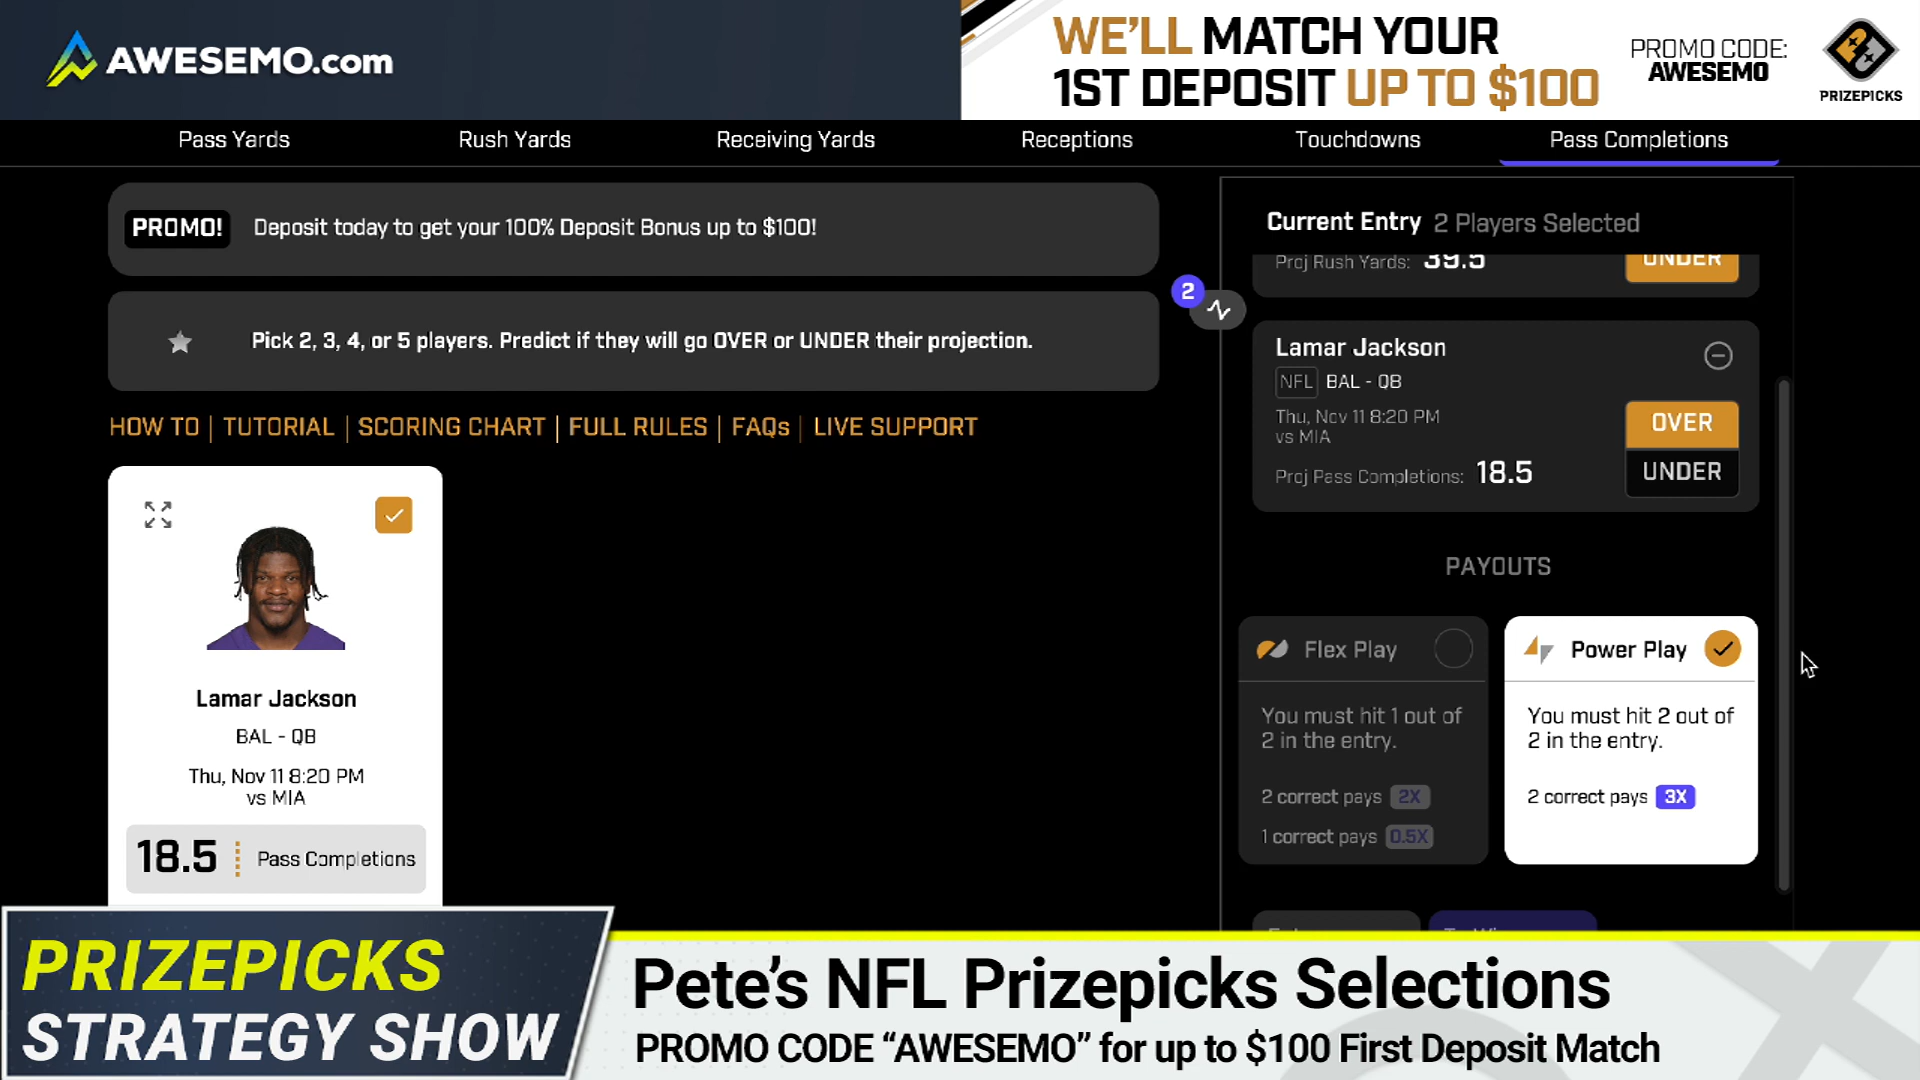 AWESEMO.com
WE'LL MATCH YOUR
1ST DEPOSIT UP TO $100
PROMO CODE:
AWESEMO
PRIZEPICKS
Pass Yards
Rush Yards
Receiving Yards
Receptions
Touchdowns
Pass Completions
PROMO! Deposit today to get your 100% Deposit Bonus up to $100!
Pick 2, 3, 4, or 5 players. Predict if they will go OVER or UNDER their projection.
HOW TO | TUTORIAL | SCORING CHART | FULL RULES | FAQs | LIVE SUPPORT
Lamar Jackson
BAL - QB
Thu, Nov 11 8:20 PM
vs MIA
18.5 Pass Completions
Current Entry 2 Players Selected
Proj Rush Yards: 39.5
UNDER
2
Lamar Jackson
NFL BAL - QB
Thu, Nov 11 8:20 PM
vs MIA
Proj Pass Completions: 18.5
OVER
UNDER
PAYOUTS
Flex Play
You must hit 1 out of
2 in the entry.
2 correct pays 2X
1 correct pays 0.5X
Power Play
You must hit 2 out of
2 in the entry.
2 correct pays 3X
PRIZEPICKS
STRATEGY SHOW
Pete's NFL Prizepicks Selections
PROMO CODE “AWESEMO” for up to $100 First Deposit Match